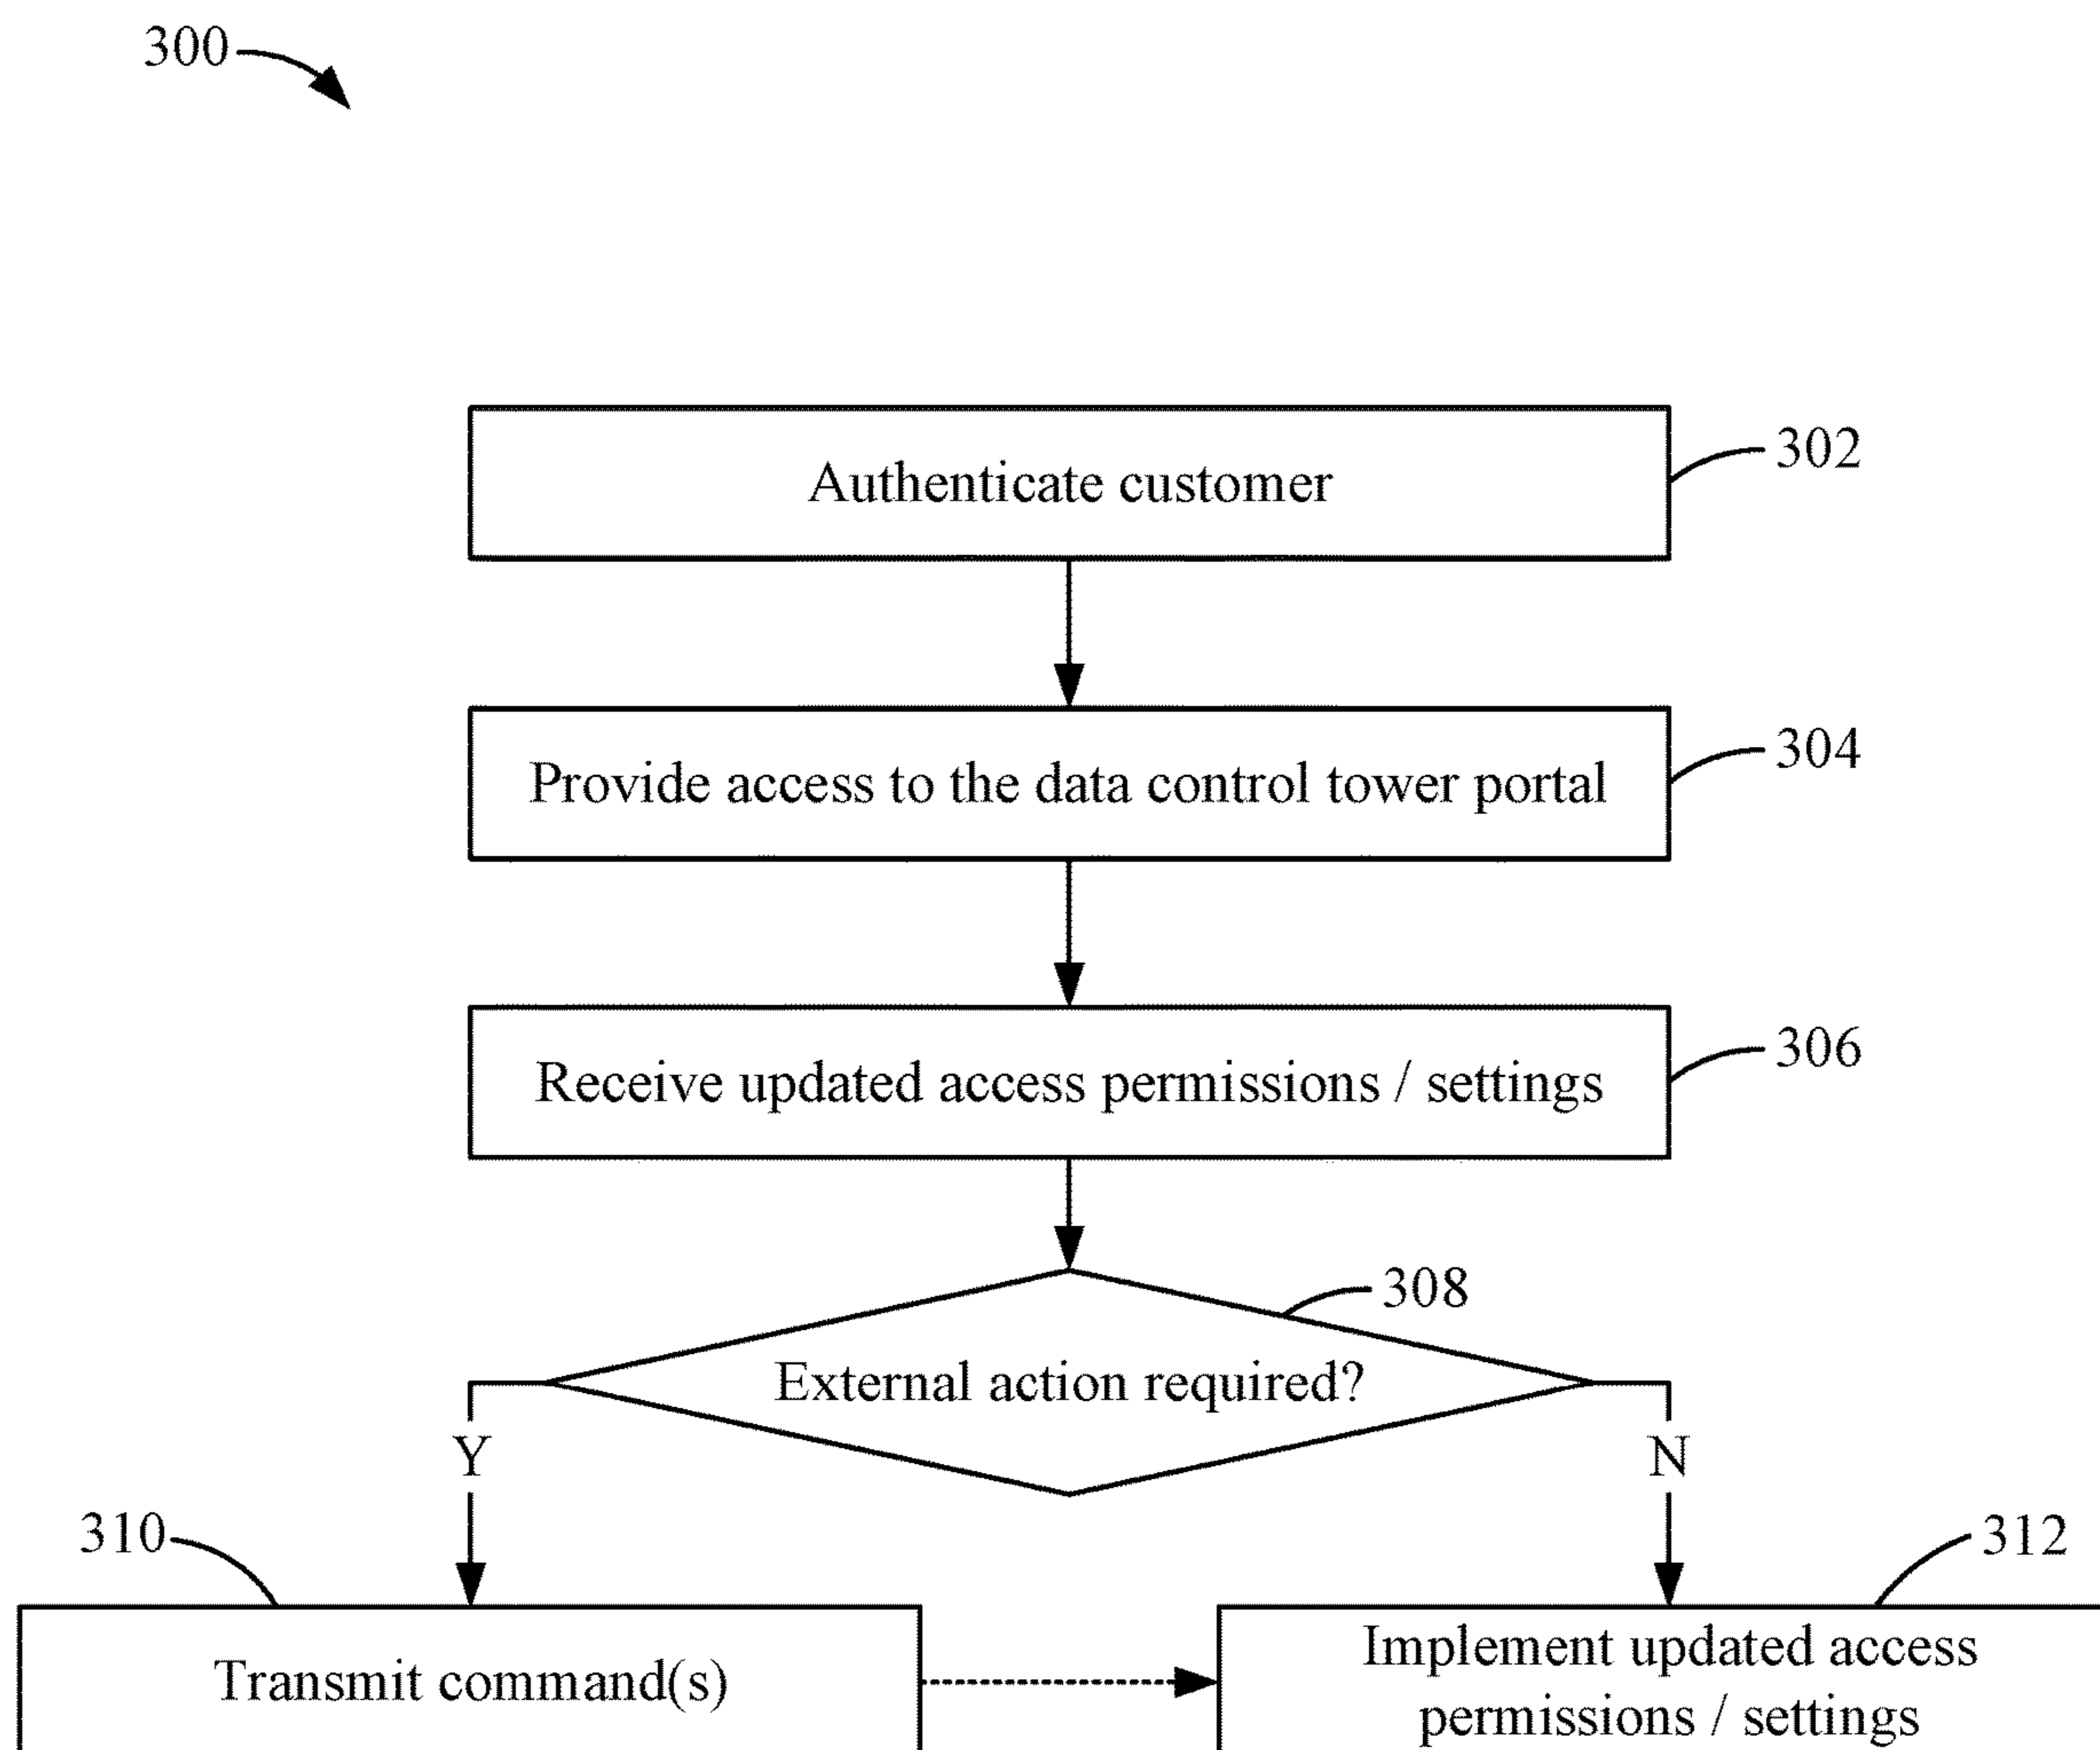 300
Authenticate customer
302
Provide access to the data control tower portal
304
Receive updated access permissions / settings
306
308
External action required?
Y
N
310
312
Transmit command(s)
Implement updated access
permissions / settings